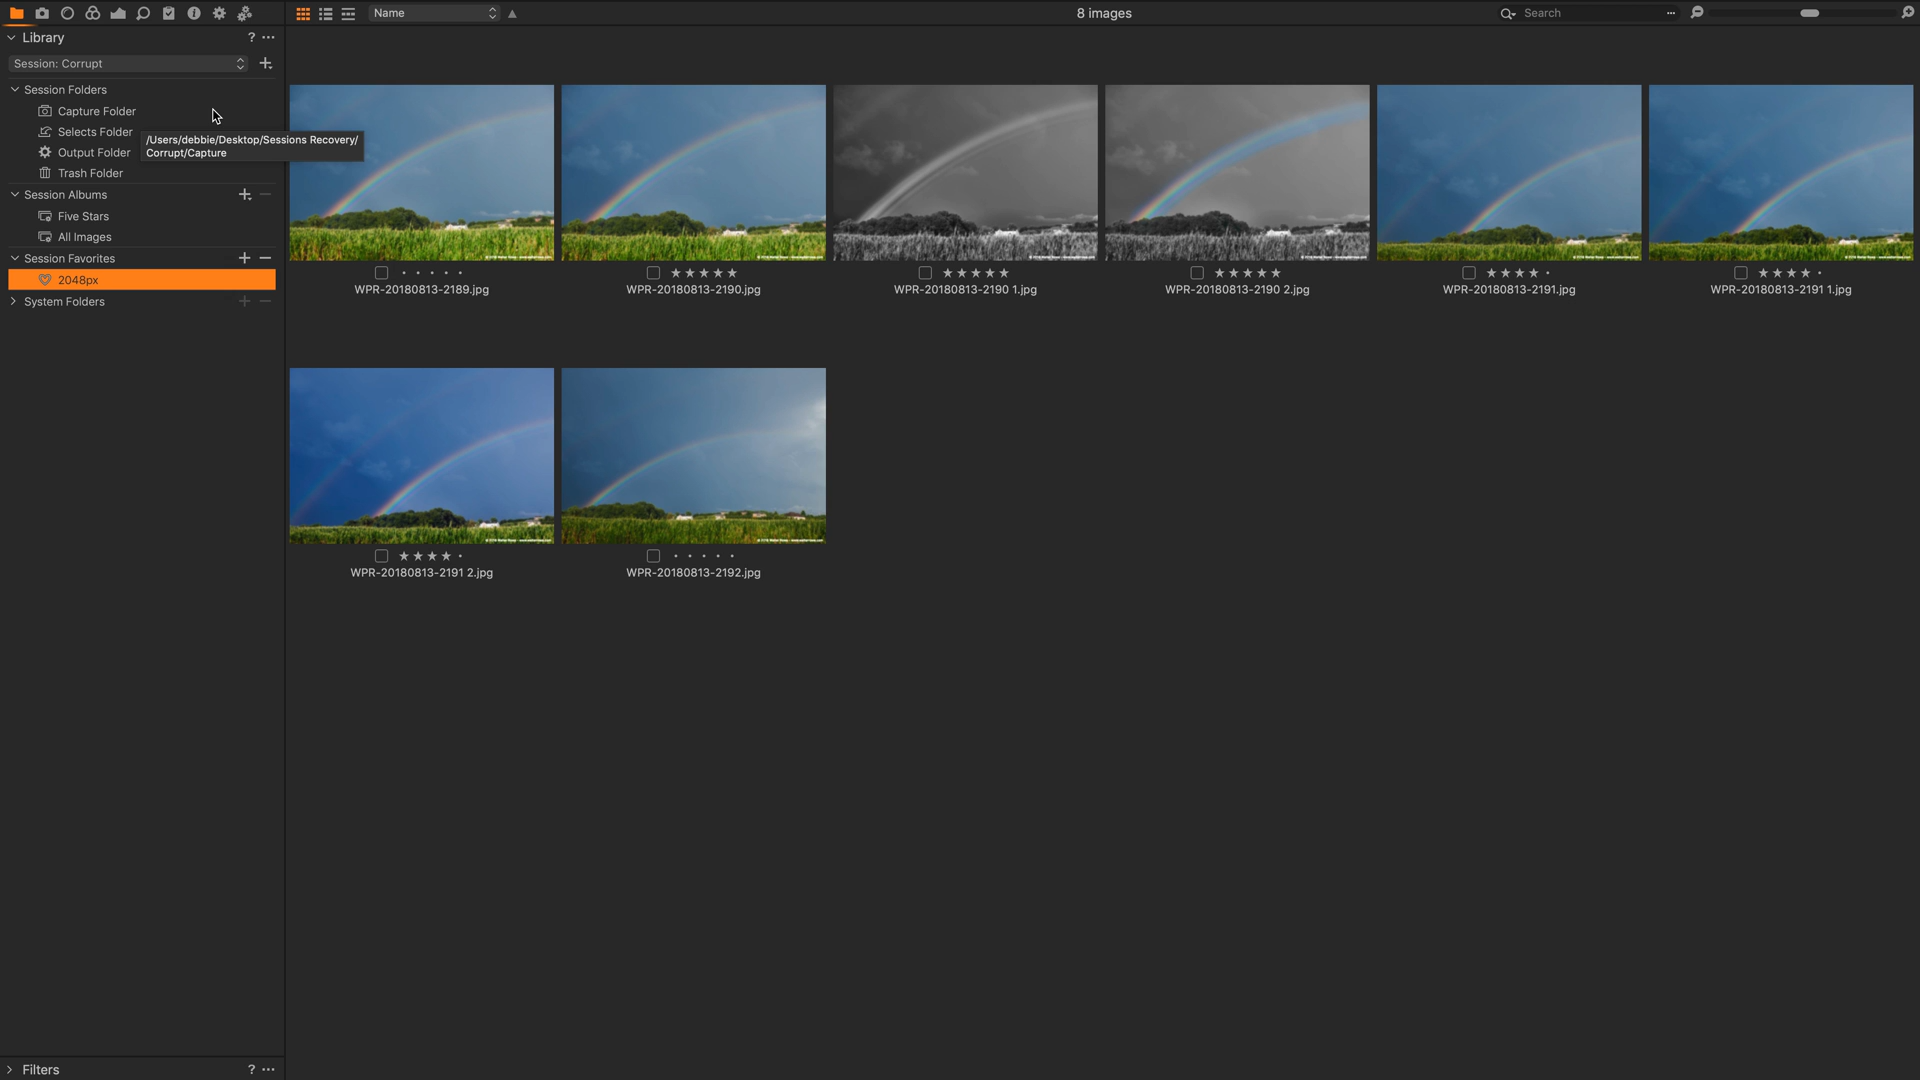 Name
8 images
Search
Library
?
Session: Corrupt
Session Folders
Capture Folder
Selects Folder
/Users/debbie/Desktop/Sessions Recovery/
Corrupt/Capture
Output Folder
Trash Folder
Session Albums
Five Stars
All Images
Session Favorites
2048px
System Folders
WPR-20180813-2189.jpg
WPR-20180813-2190.jpg
WPR-20180813-2190 1.jpg
WPR-20180813-2190 2.jpg
WPR-20180813-2191.jpg
WPR-20180813-2191 1.jpg
WPR-20180813-2191 2.jpg
WPR-20180813-2192.jpg
Filters
?